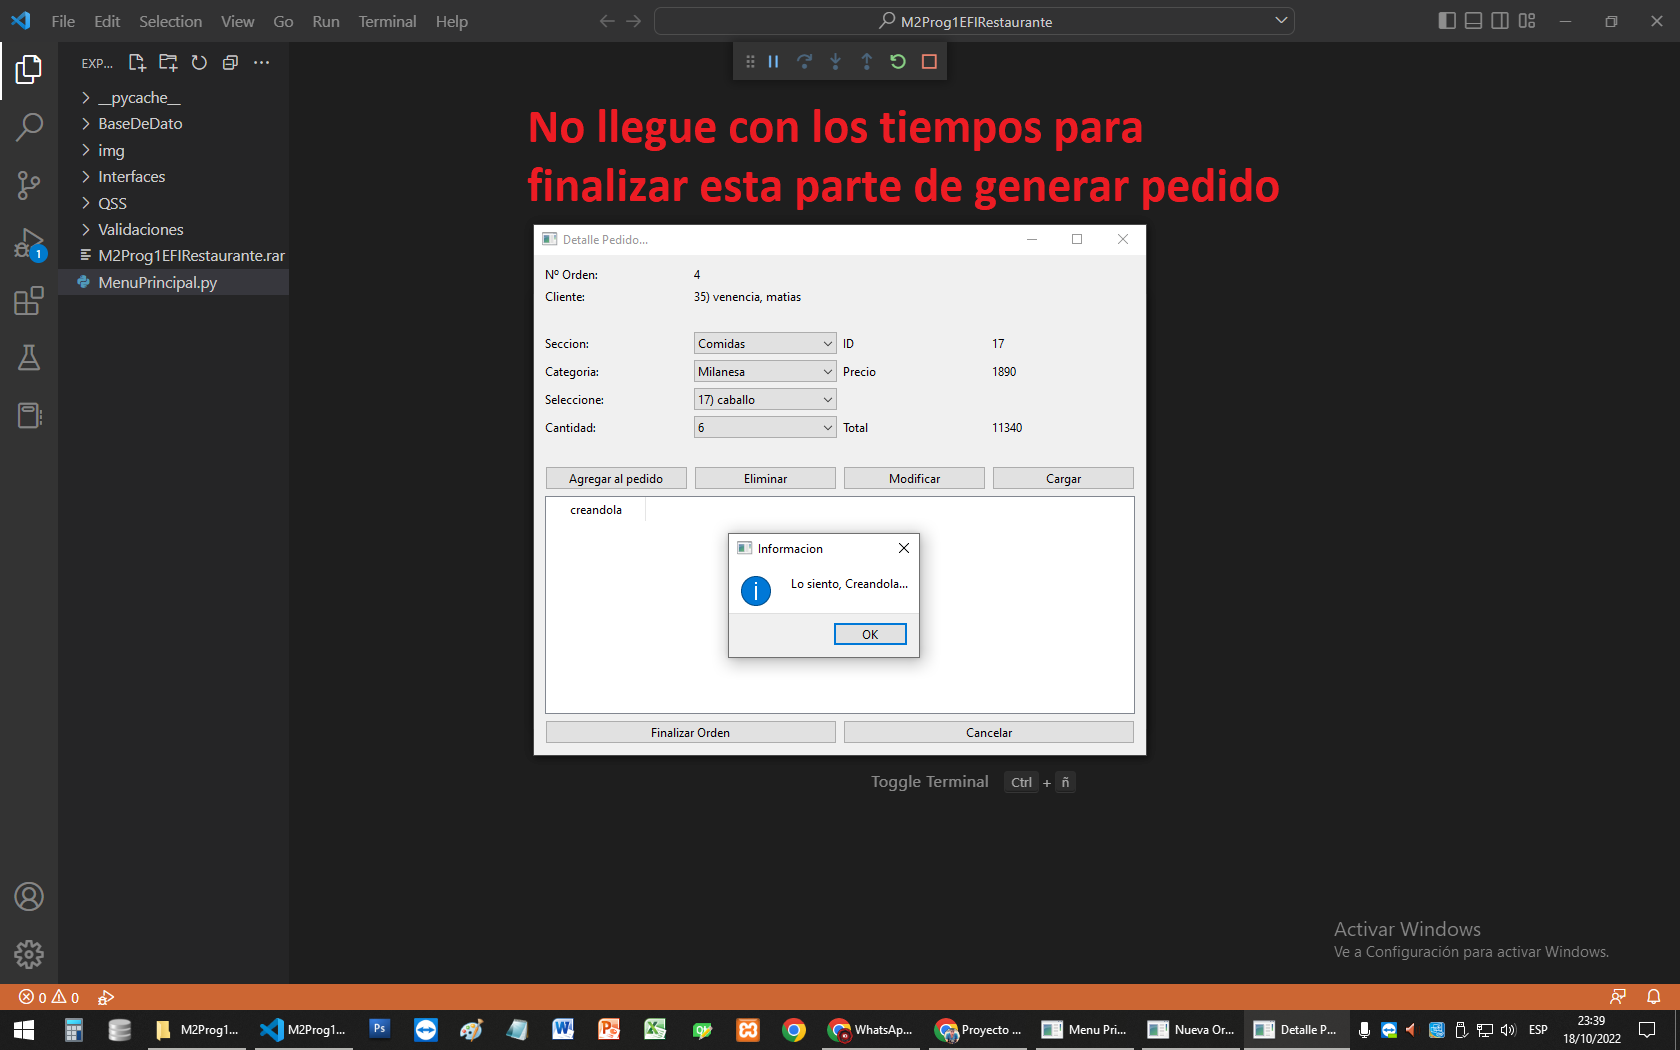 File Edit Selection View Go Run Terminal Help
M2Prog1EFIRestaurante
EXP...
__pycache__
BaseDeDato
img
Interfaces
QSS
Validaciones
M2Prog1EFIRestaurante.rar
MenuPrincipal.py
1
No llegue con los tiempos para
finalizar esta parte de generar pedido
Detalle Pedido...
Nº Orden: 4
Cliente: 35) venencia, matias
Seccion: Comidas ID 17
Categoria: Milanesa Precio 1890
Seleccione: 17) caballo
Cantidad: 6 Total 11340
Agregar al pedido Eliminar Modificar Cargar
creandola
Informacion
Lo siento, Creandola...
OK
Finalizar Orden Cancelar
Toggle Terminal Ctrl + ñ
Activar Windows
Ve a Configuración para activar Windows.
0 0
M2Prog1... M2Prog1... Ps WhatsAp... Proyecto ... Menu Pri... Nueva Or... Detalle P... ESP
23:39
18/10/2022